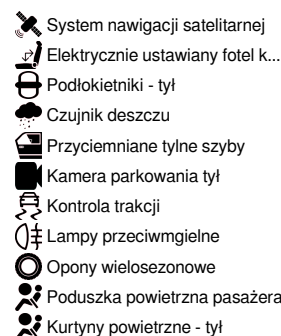 System nawigacji satelitarnej
Elektrycznie ustawiany fotel k...
Podłokietniki - tył
Czujnik deszczu
Przyciemniane tylne szyby
Kamera parkowania tył
Kontrola trakcji
Lampy przeciwmgielne
Opony wielosezonowe
Poduszka powietrzna pasażera
Kurtyny powietrzne - tył